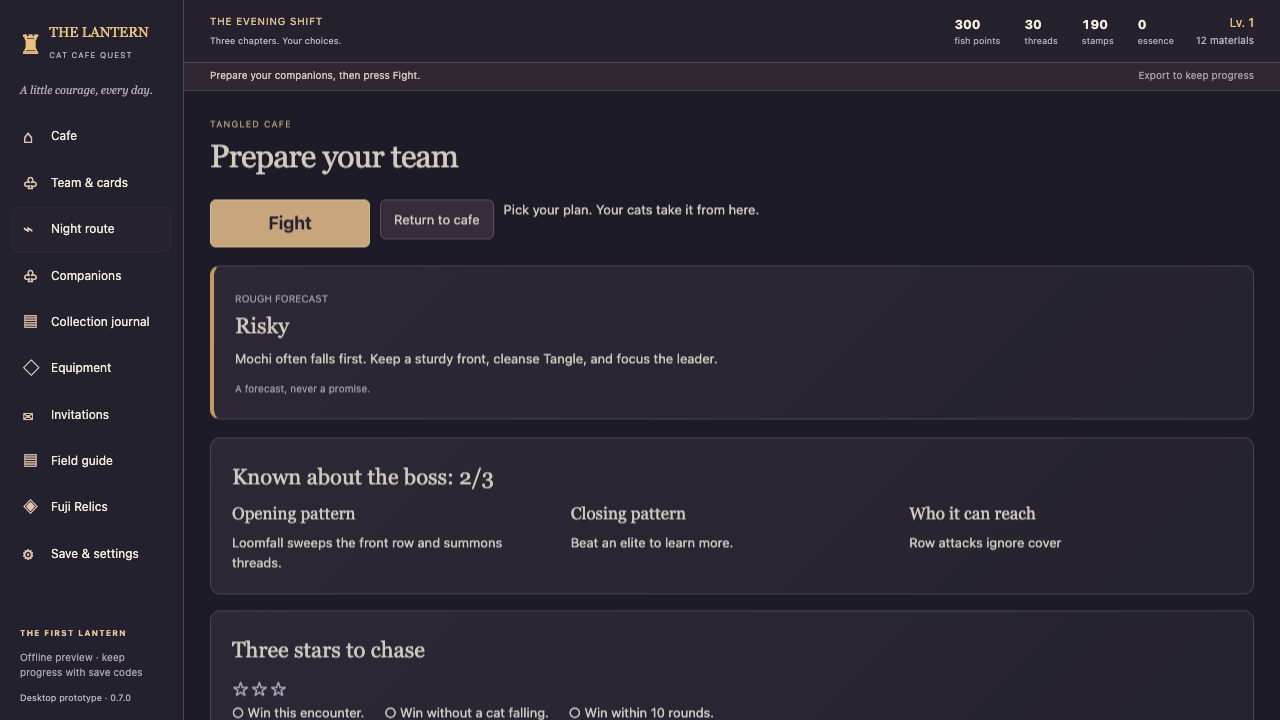 THE LANTERN
CAT CAFE QUEST
A little courage, every day.
Cafe
Team & cards
Night route
Companions
Collection journal
Equipment
Invitations
Field guide
Fuji Relics
Save & settings
THE FIRST LANTERN
Offline preview · keep
progress with save codes
Desktop prototype · 0.7.0
THE EVENING SHIFT
Three chapters. Your choices.
300
fish points
30
threads
190
stamps
0
essence
Lv. 1
12 materials
Prepare your companions, then press Fight.
Export to keep progress
TANGLED CAFE
Prepare your team
Fight
Return to cafe
Pick your plan. Your cats take it from here.
ROUGH FORECAST
Risky
Mochi often falls first. Keep a sturdy front, cleanse Tangle, and focus the leader.
A forecast, never a promise.
Known about the boss: 2/3
Opening pattern
Loomfall sweeps the front row and summons
threads.
Closing pattern
Beat an elite to learn more.
Who it can reach
Row attacks ignore cover
Three stars to chase
Win this encounter.
Win without a cat falling.
Win within 10 rounds.